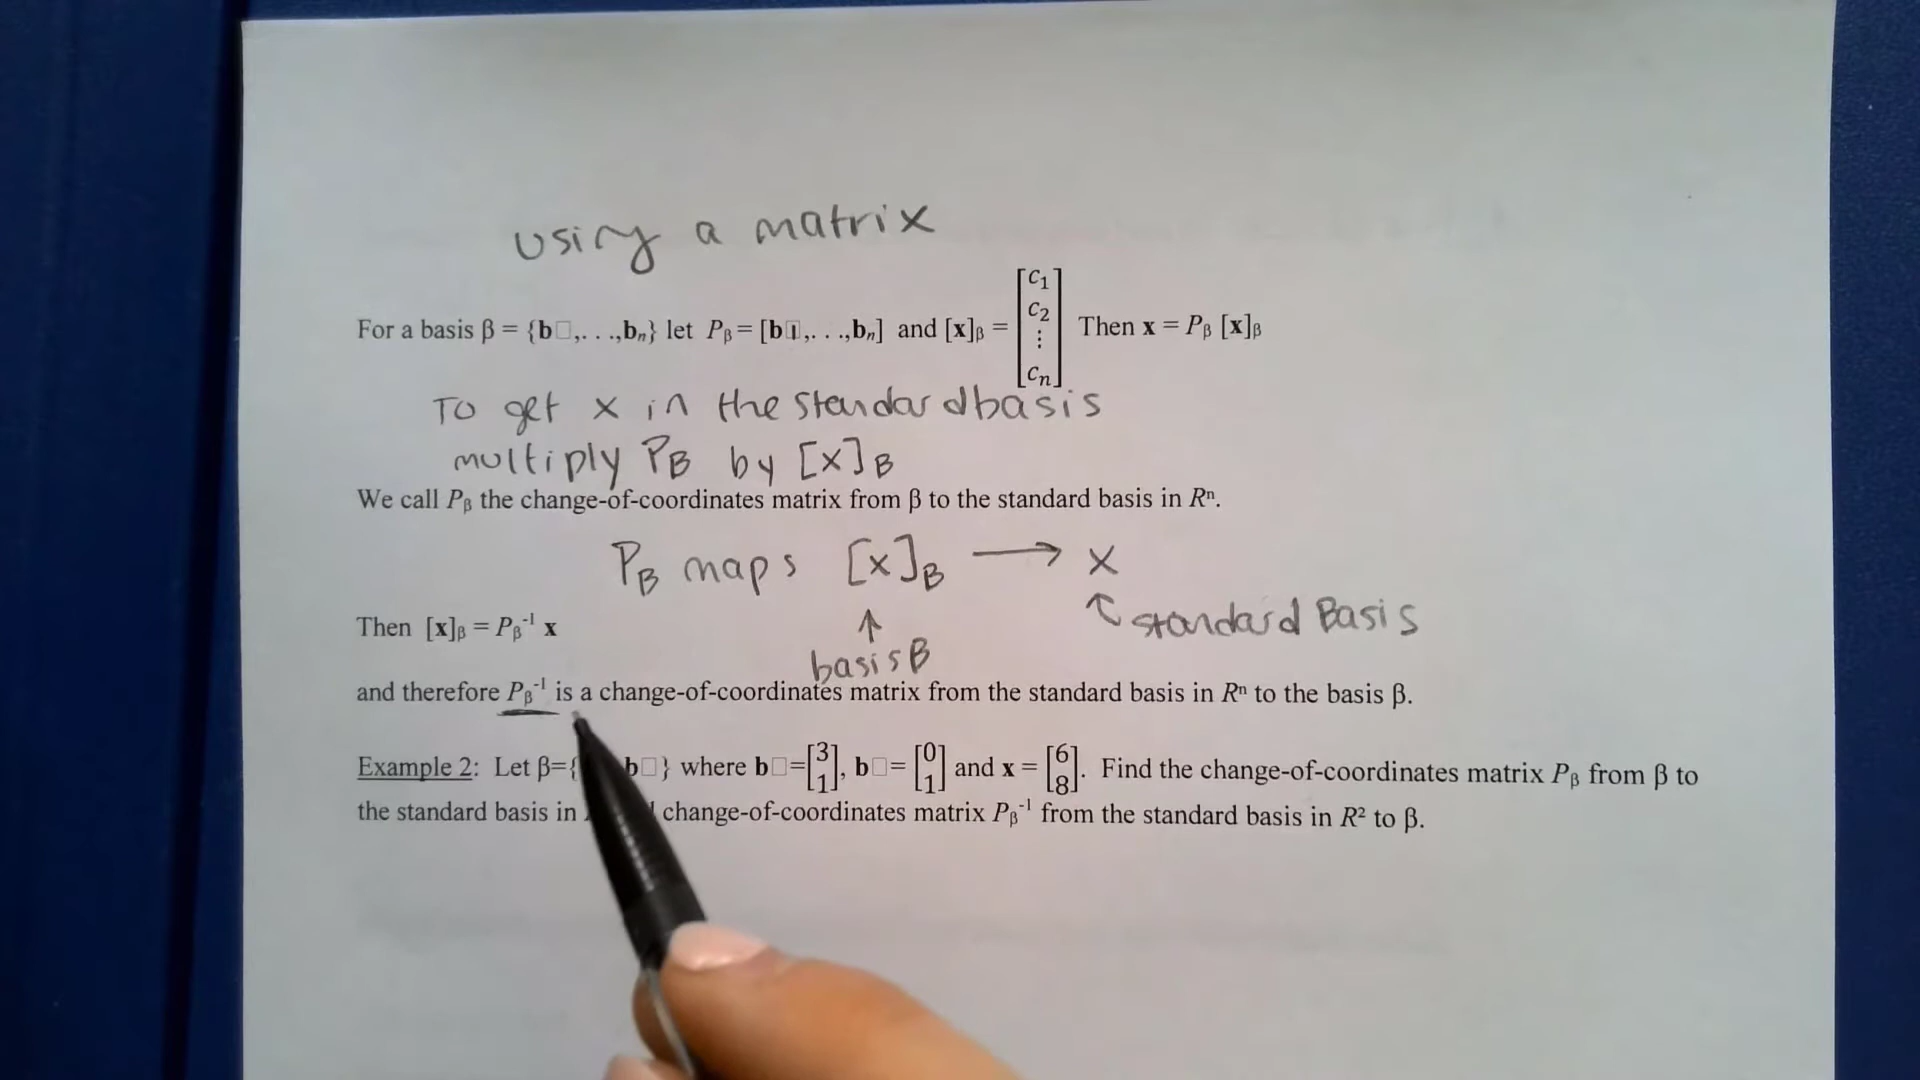 using a matrix
For a basis β = {b□,. . .,bₙ} let Pᵦ = [b□,. . .,bₙ] and [x]ᵦ = [c₁ c₂ ⋮ cₙ] Then x = Pᵦ [x]ᵦ
To get x in the standard basis
multiply P_B by [x]_B
We call Pᵦ the change-of-coordinates matrix from β to the standard basis in Rⁿ.
P_B maps [x]_B → x
↑ basis B
↑ standard Basis
Then [x]ᵦ = Pᵦ⁻¹ x
and therefore Pᵦ⁻¹ is a change-of-coordinates matrix from the standard basis in Rⁿ to the basis β.
Example 2: Let β={ b□} where b□=[3 1], b□= [0 1] and x = [6 8]. Find the change-of-coordinates matrix Pᵦ from β to
the standard basis in change-of-coordinates matrix Pᵦ⁻¹ from the standard basis in R² to β.